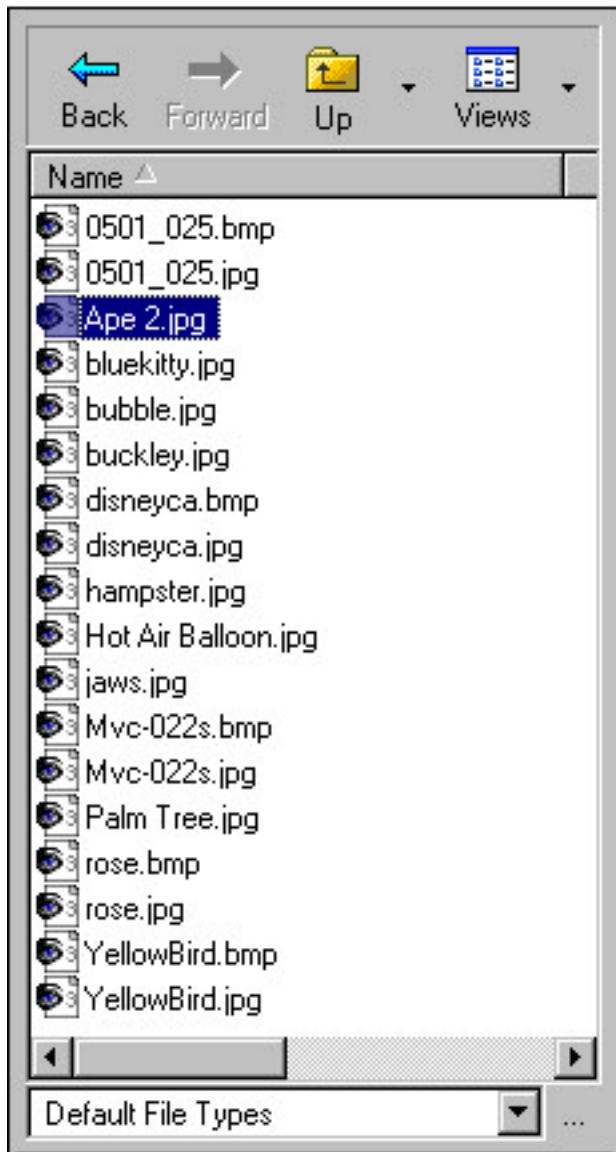 Back Forward Up Views
Name
0501_025.bmp
0501_025.jpg
Ape 2.jpg
bluekitty.jpg
bubble.jpg
buckley.jpg
disneyca.bmp
disneyca.jpg
hampster.jpg
Hot Air Balloon.jpg
jaws.jpg
Mvc-022s.bmp
Mvc-022s.jpg
Palm Tree.jpg
rose.bmp
rose.jpg
YellowBird.bmp
YellowBird.jpg
Default File Types ...